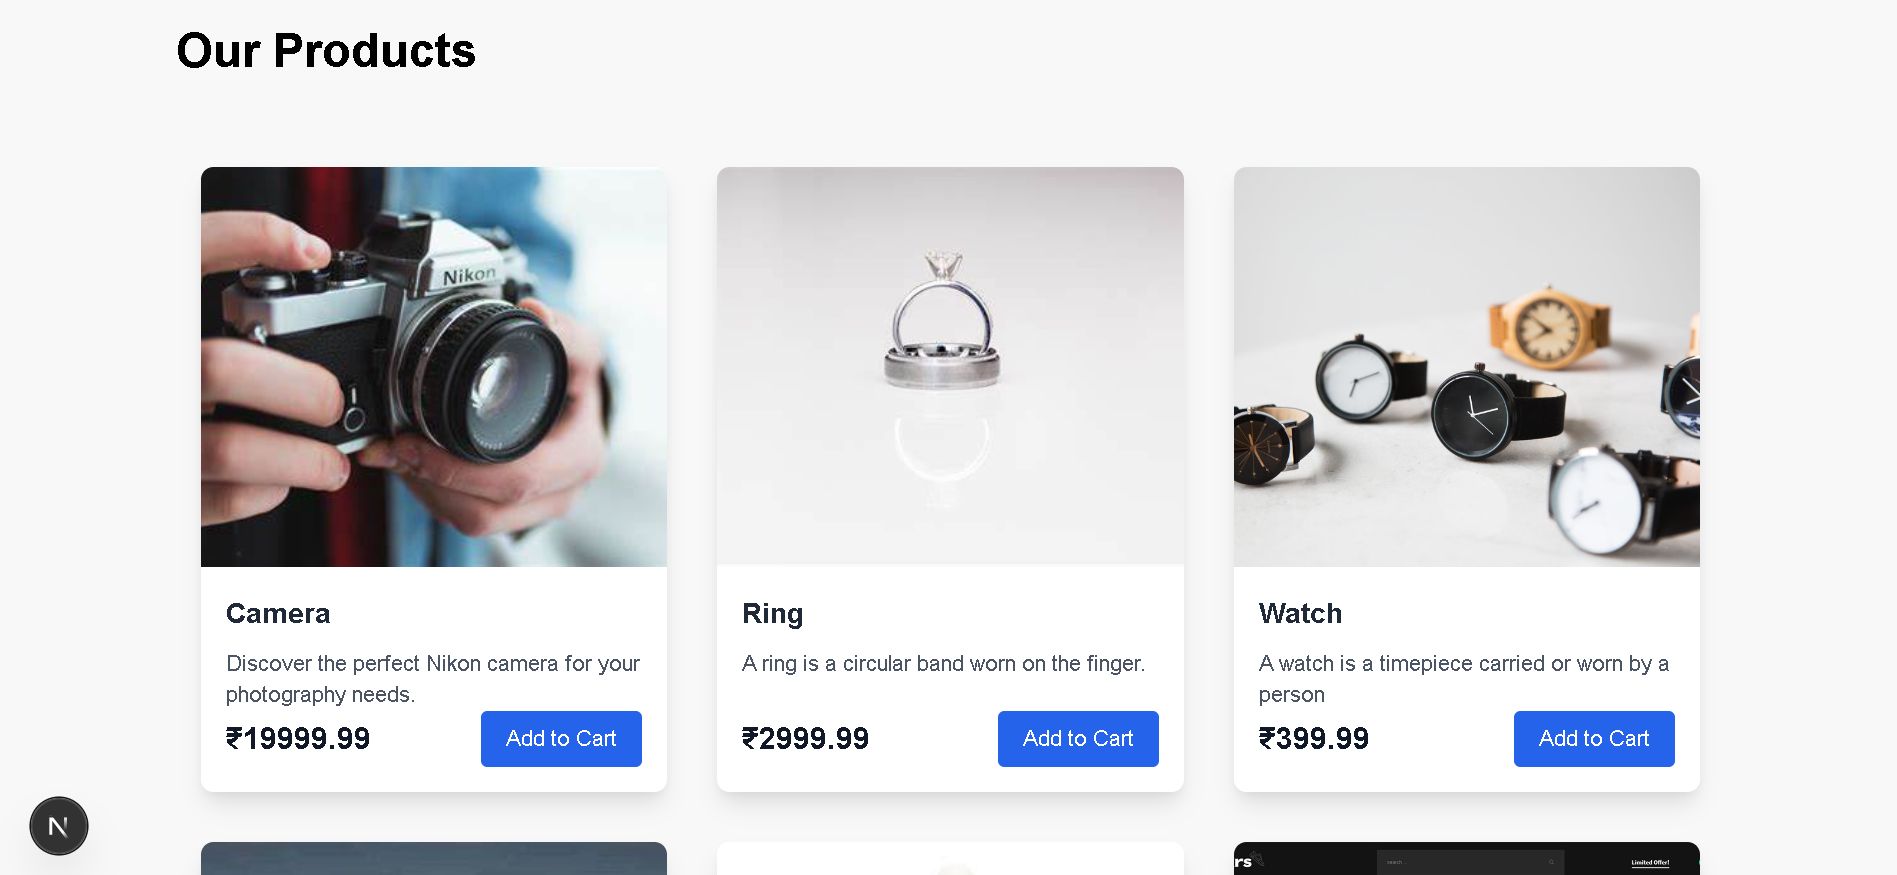 Our Products
Nikon
Camera
Discover the perfect Nikon camera for your
photography needs.
₹19999.99
Add to Cart
Ring
A ring is a circular band worn on the finger.
₹2999.99
Add to Cart
Watch
A watch is a timepiece carried or worn by a
person
₹399.99
Add to Cart
N
rs
search...
Limited Offer!